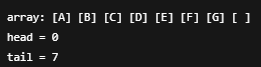 array: [A] [B] [C] [D] [E] [F] [G] [ ]
head = 0
tail = 7